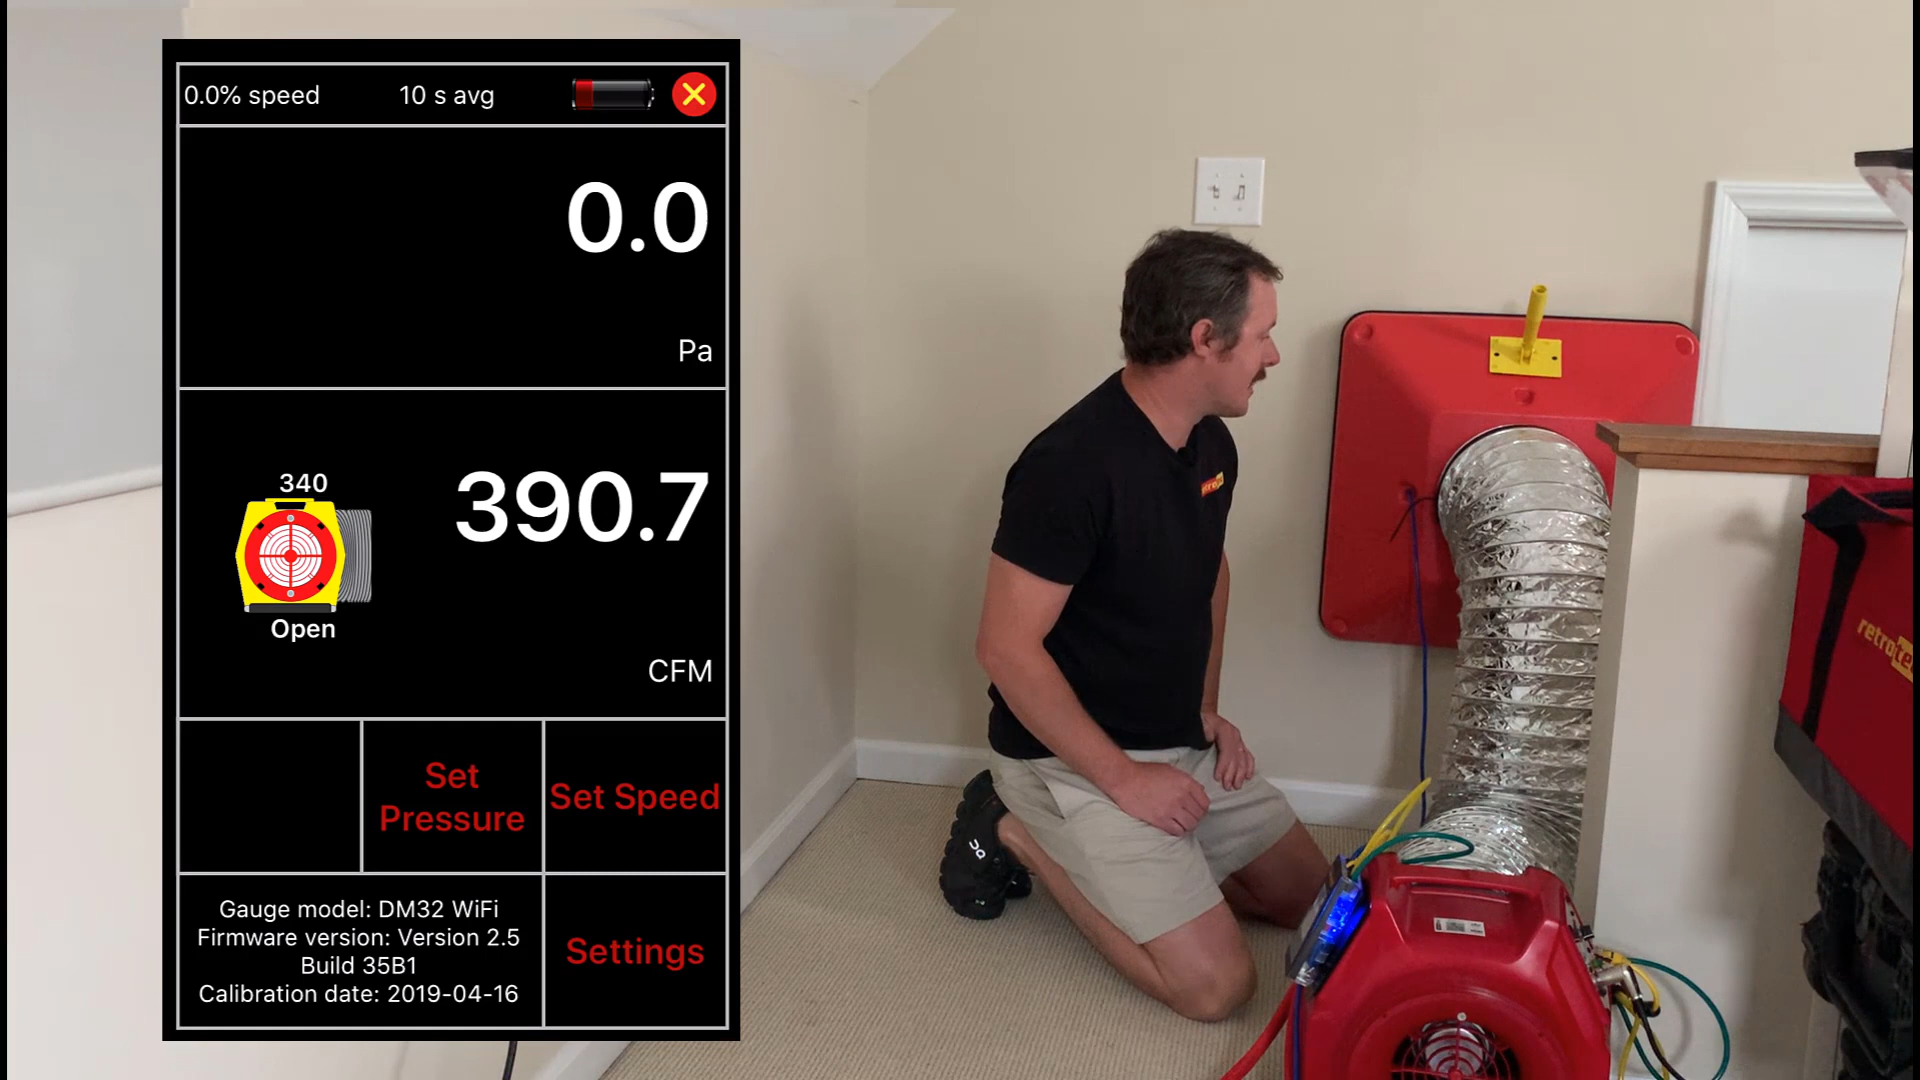 0.0% speed
10 s avg
0.0
Pa
340
390.7
Open
CFM
Set
Pressure
Set Speed
Gauge model: DM32 WiFi
Firmware version: Version 2.5
Build 35B1
Calibration date: 2019-04-16
Settings